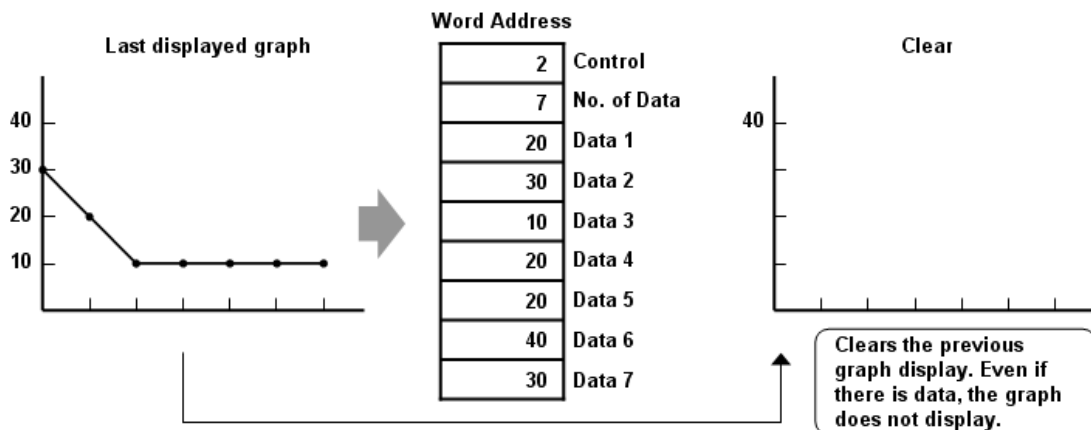 Last displayed graph
40
30
20
10
Word Address
2 Control
7 No. of Data
20 Data 1
30 Data 2
10 Data 3
20 Data 4
20 Data 5
40 Data 6
30 Data 7
Clear
40
Clears the previous
graph display. Even if
there is data, the graph
does not display.